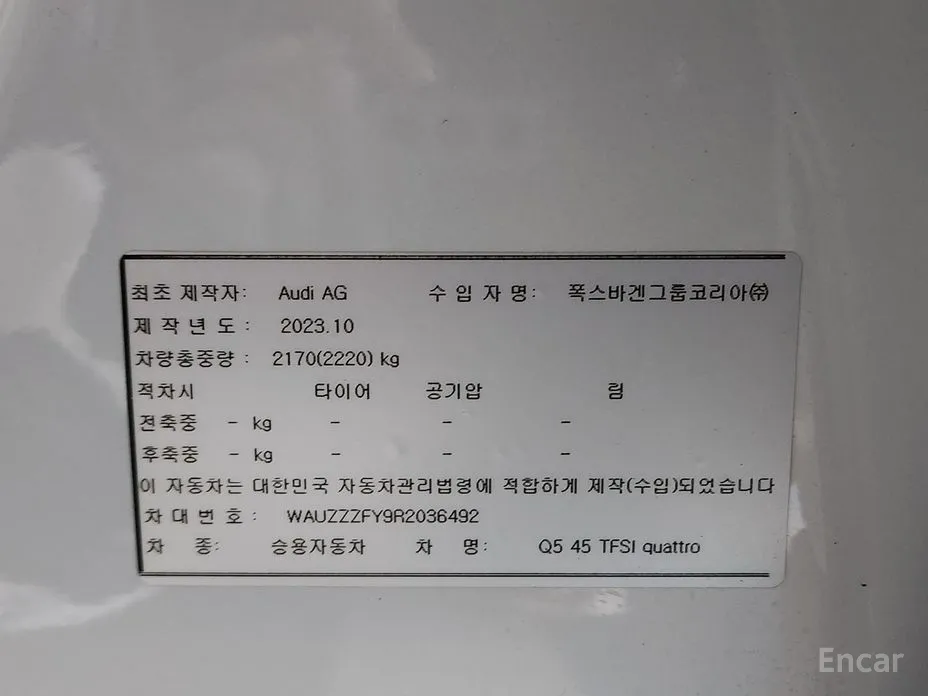 최초 제작자: Audi AG 수 입 자 명: 폭스바겐그룹코리아㈜
제 작 년 도 : 2023.10
차량총중량 : 2170(2220) kg
적차시 타이어 공기압 림
전축중 - kg - - -
후축중 - kg - - -
이 자동차는 대한민국 자동차관리법령에 적합하게 제작(수입)되었습니다
차 대 번 호 : WAUZZZFY9R2036492
차 종: 승용자동차 차 명: Q5 45 TFSI quattro
Encar